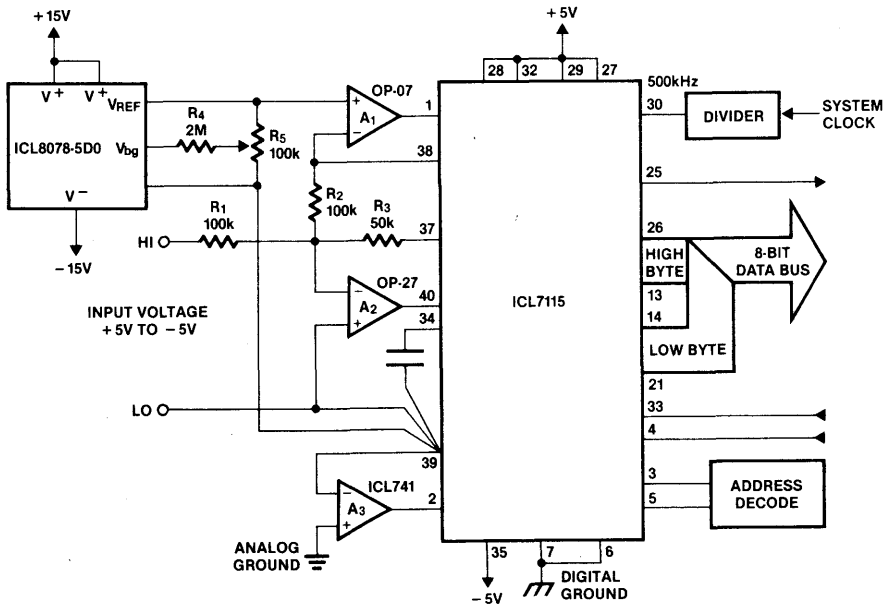 +15V
+5V
V+ V+
VREF
ICL8078-5D0
Vbg
V−
−15V
R4
2M
R5
100k
OP-07
+
A1
−
1
38
R2
100k
R1
100k
R3
50k
37
HI
INPUT VOLTAGE
+5V TO −5V
OP-27
−
A2
+
40
34
LO
39
ICL741
−
A3
+
2
ANALOG
GROUND
28 32 29 27
ICL7115
35
−5V
7 6
DIGITAL
GROUND
500kHz
30
DIVIDER
SYSTEM
CLOCK
25
26
HIGH
BYTE
8-BIT
DATA BUS
13
14
LOW BYTE
21
33
4
3
5
ADDRESS
DECODE